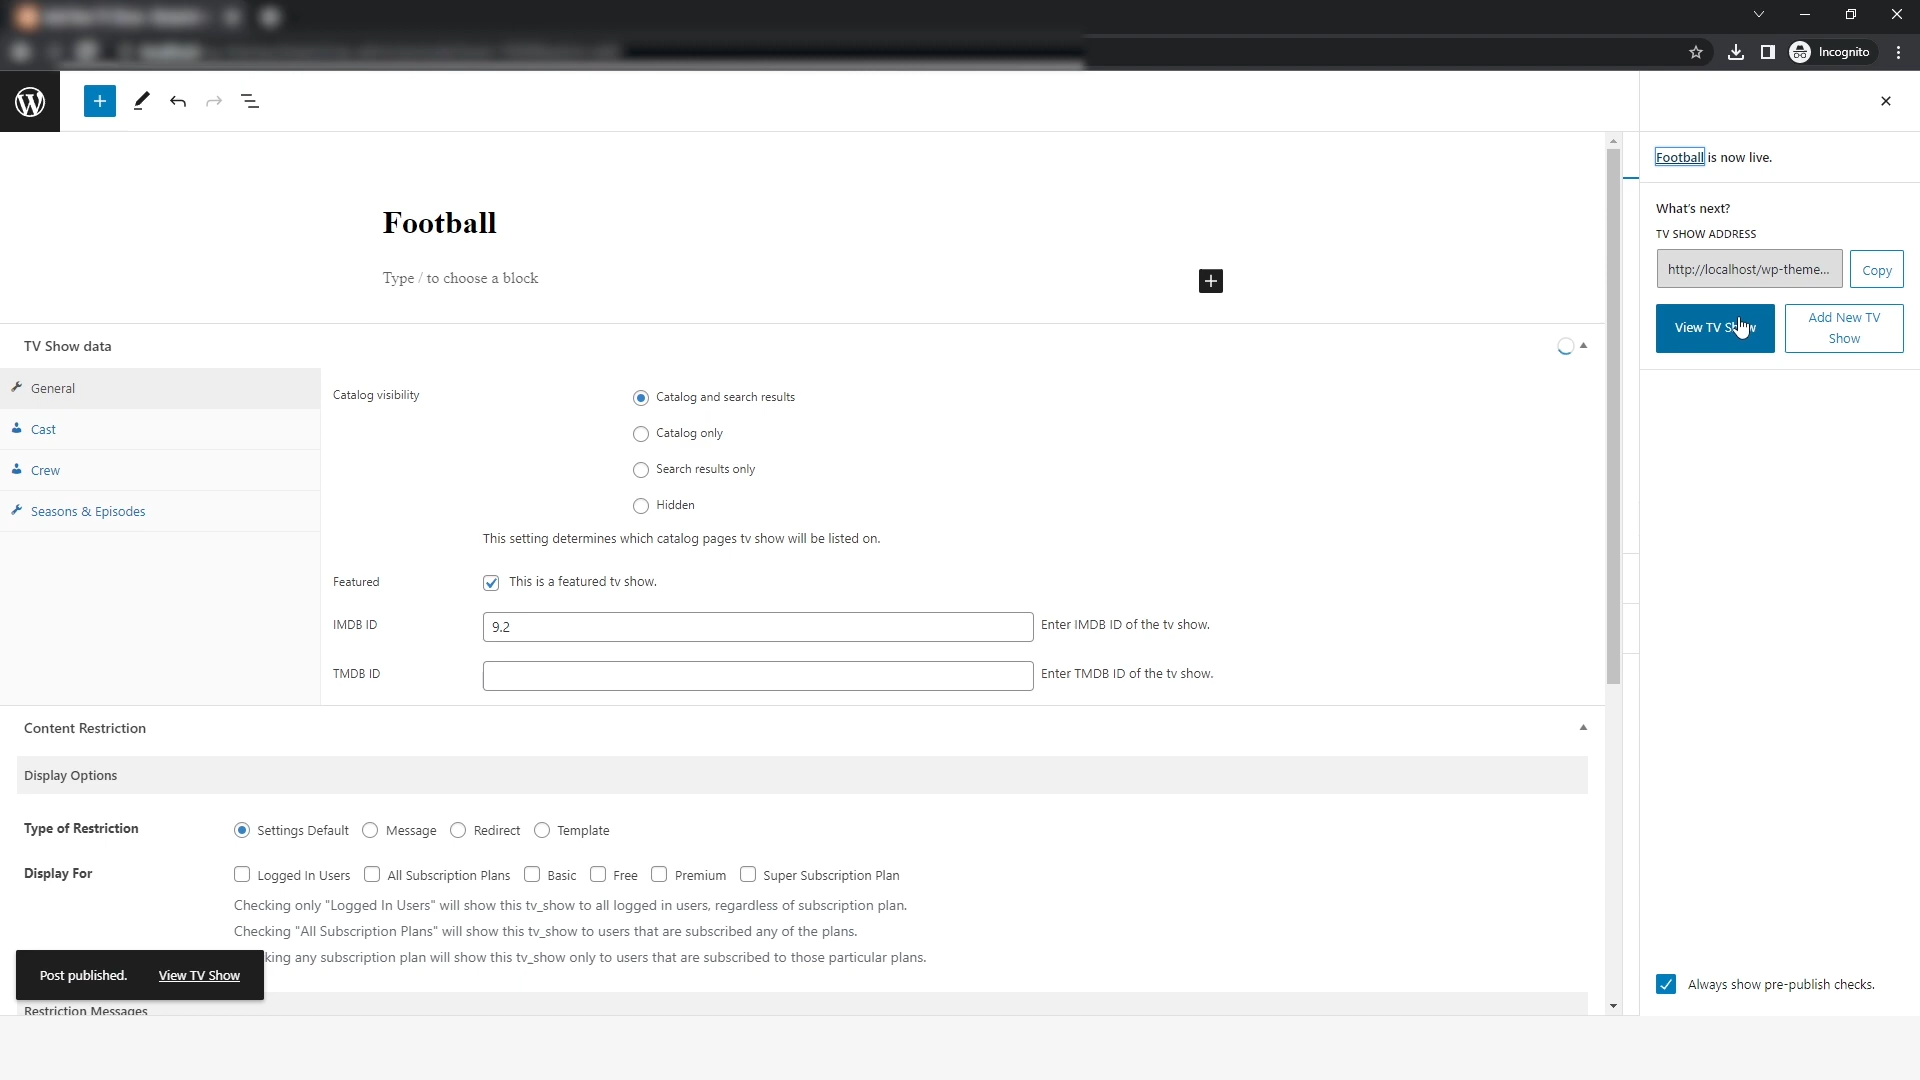 Incognito
Football is now live.
What's next?
TV SHOW ADDRESS
http://localhost/wp-theme...
Copy
View TV Show
Add New TV
Show
Football
Type / to choose a block
TV Show data
General
Cast
Crew
Seasons & Episodes
Catalog visibility
Catalog and search results
Catalog only
Search results only
Hidden
This setting determines which catalog pages tv show will be listed on.
Featured
This is a featured tv show.
IMDB ID
9.2
Enter IMDB ID of the tv show.
TMDB ID
Enter TMDB ID of the tv show.
Content Restriction
Display Options
Type of Restriction
Settings Default Message Redirect Template
Display For
Logged In Users All Subscription Plans Basic Free Premium Super Subscription Plan
Checking only "Logged In Users" will show this tv_show to all logged in users, regardless of subscription plan.
Checking "All Subscription Plans" will show this tv_show to users that are subscribed any of the plans.
king any subscription plan will show this tv_show only to users that are subscribed to those particular plans.
Post published. View TV Show
Restriction Messages
Always show pre-publish checks.